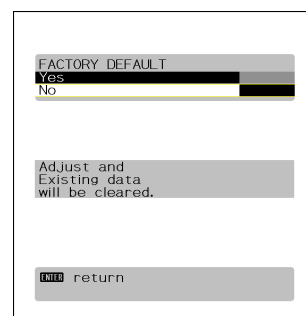 FACTORY DEFAULT
Yes
No
Adjust and
Existing data
will be cleared.
ENTER return